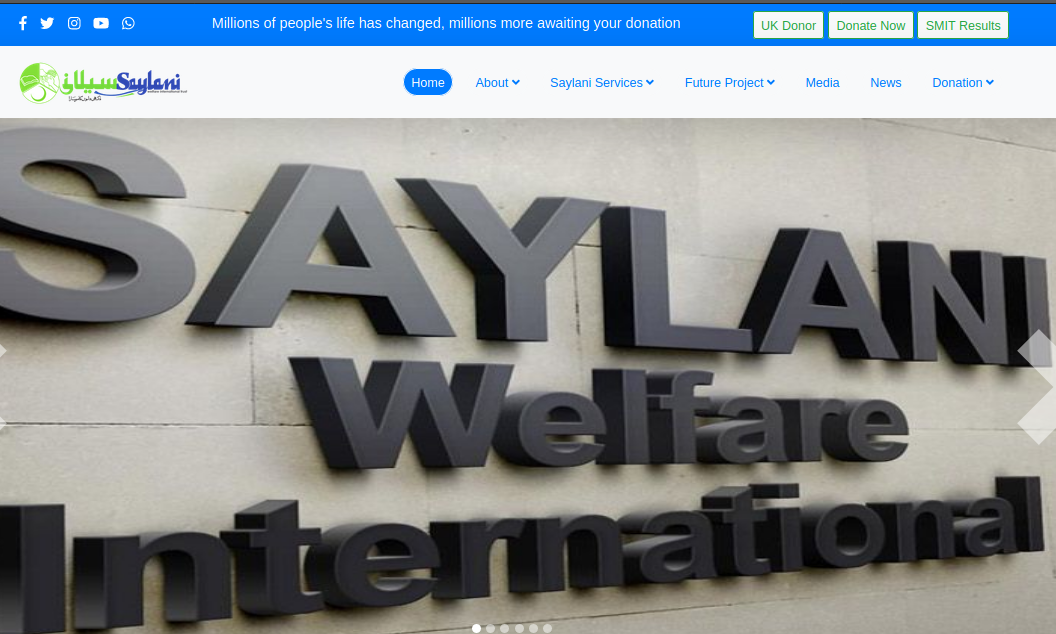 Millions of people's life has changed, millions more awaiting your donation
UK Donor
Donate Now
SMIT Results
سیلانی Saylani
Home
About
Saylani Services
Future Project
Media
News
Donation
SAYLANI
Welfare
International